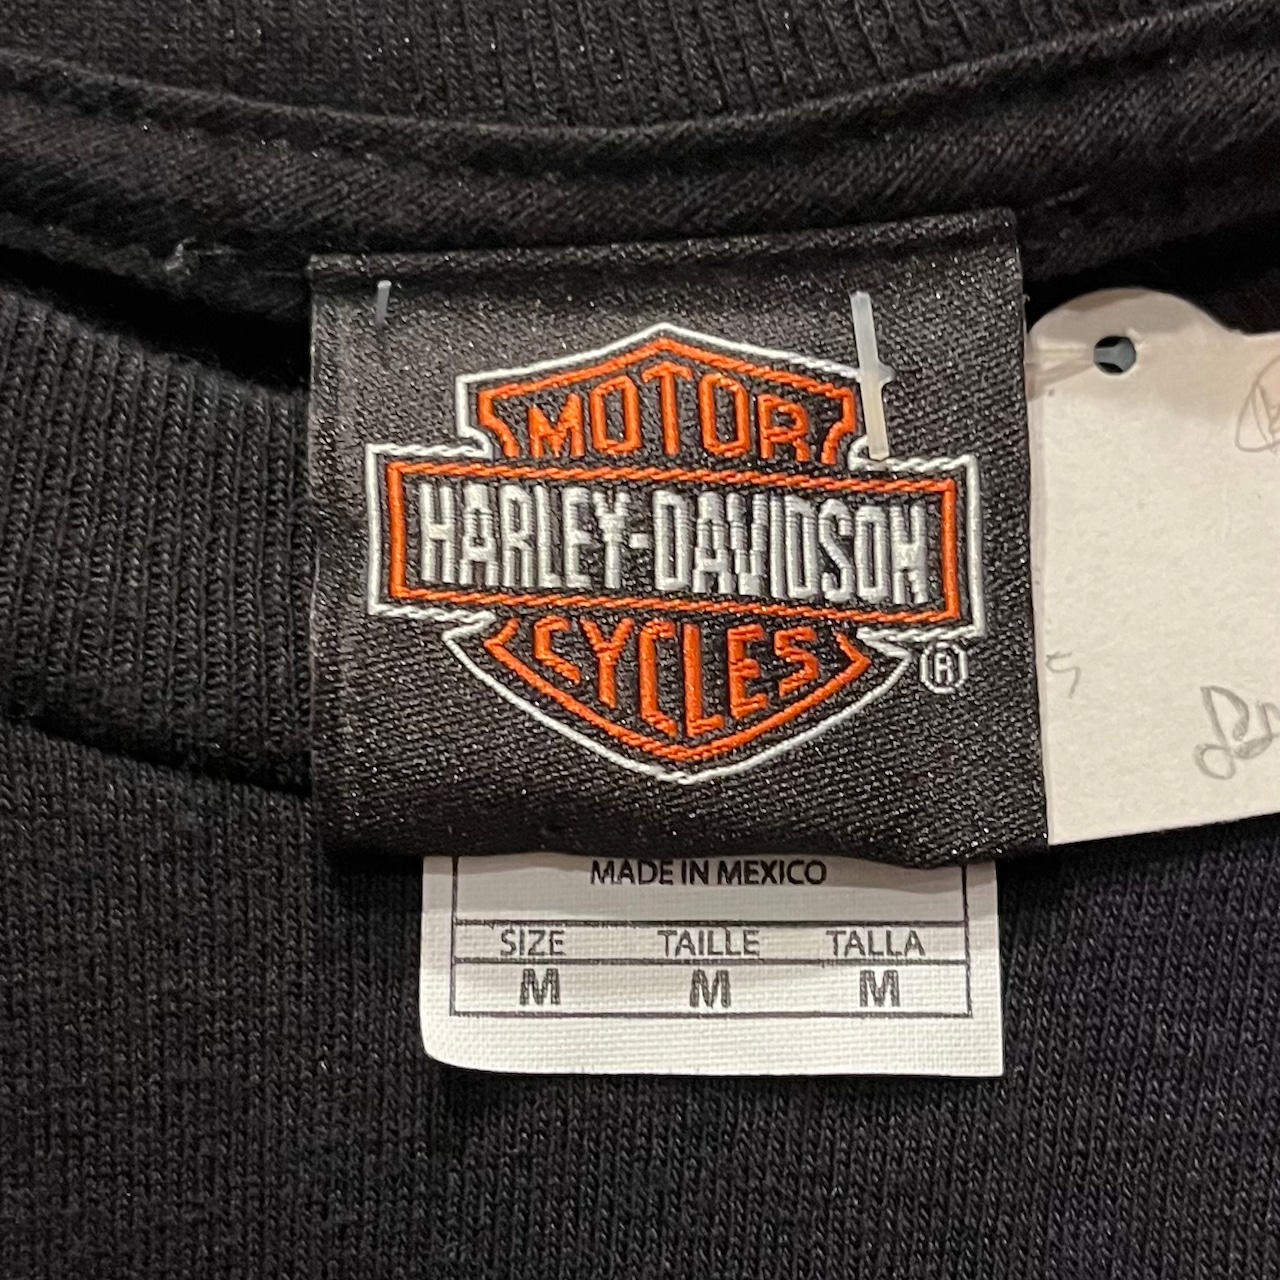 MOTOR
HARLEY-DAVIDSON
CYCLES
®
MADE IN MEXICO
SIZE TAILLE TALLA
M M M